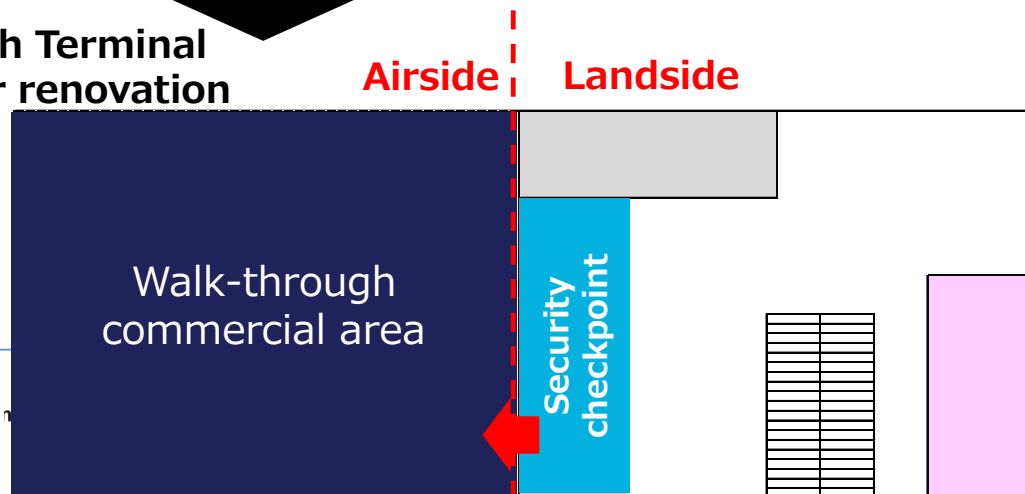 h Terminal
r renovation
Airside
Landside
Walk-through
commercial area
Security
checkpoint